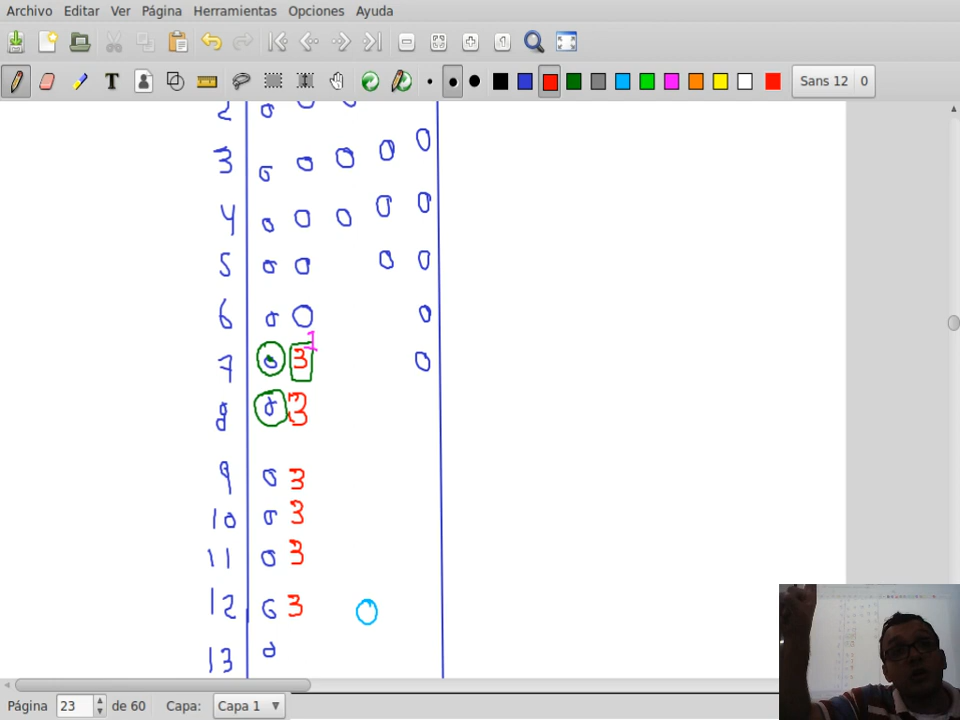 Archivo Editar Ver Página Herramientas Opciones Ayuda
T 1 Sans 12 0
2 0 0 0
3 0 0 0 0 0
4 0 0 0 0 0
5 0 0 0 0
6 0 0 0
1
7 0 3 0
8 0 3
9 0 3
10 0 3
11 0 3
12 0 3 0
13 0
Página 23 de 60 Capa: Capa 1